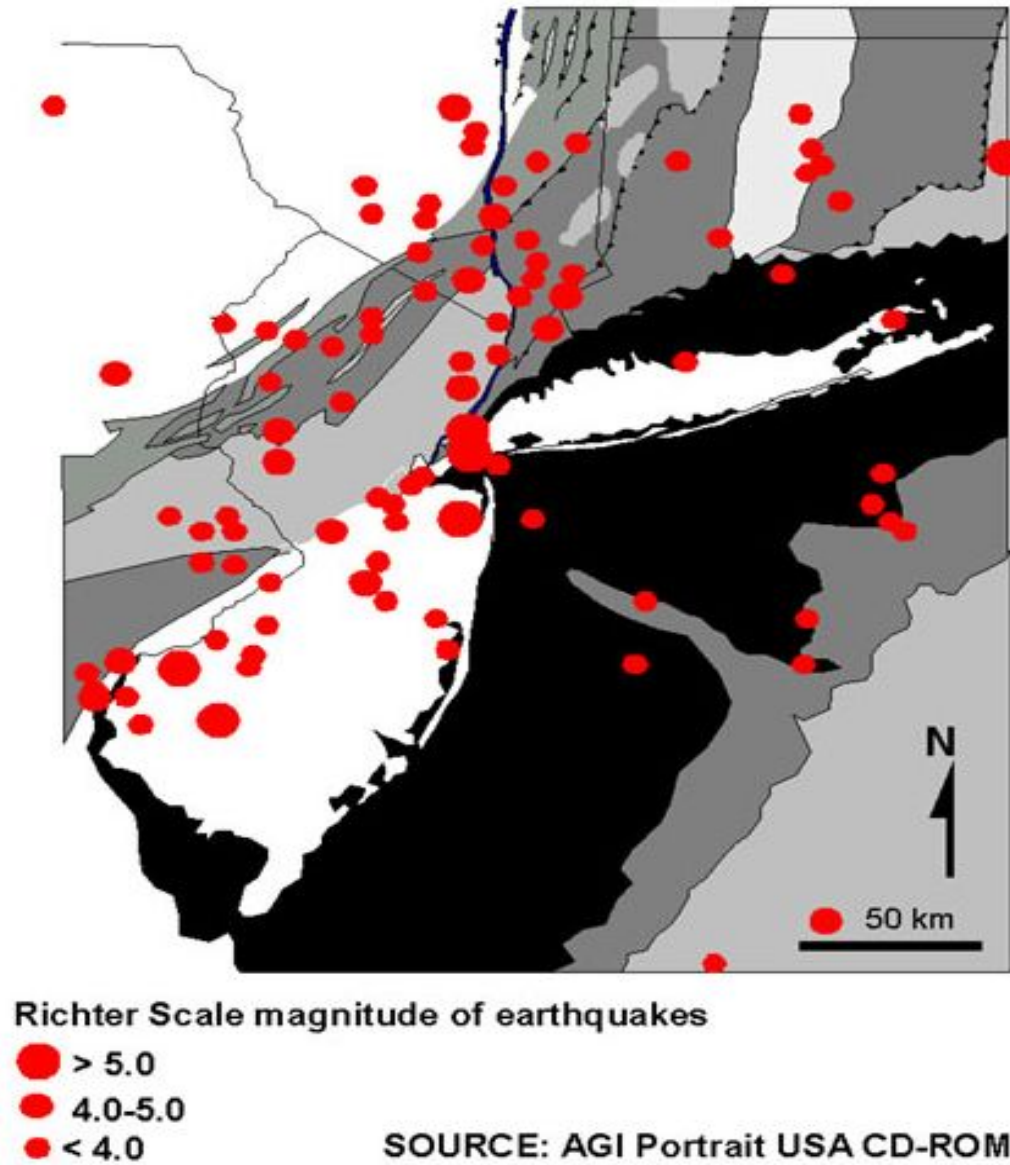 N
50 km
Richter Scale magnitude of earthquakes
> 5.0
4.0-5.0
< 4.0
SOURCE: AGI Portrait USA CD-ROM